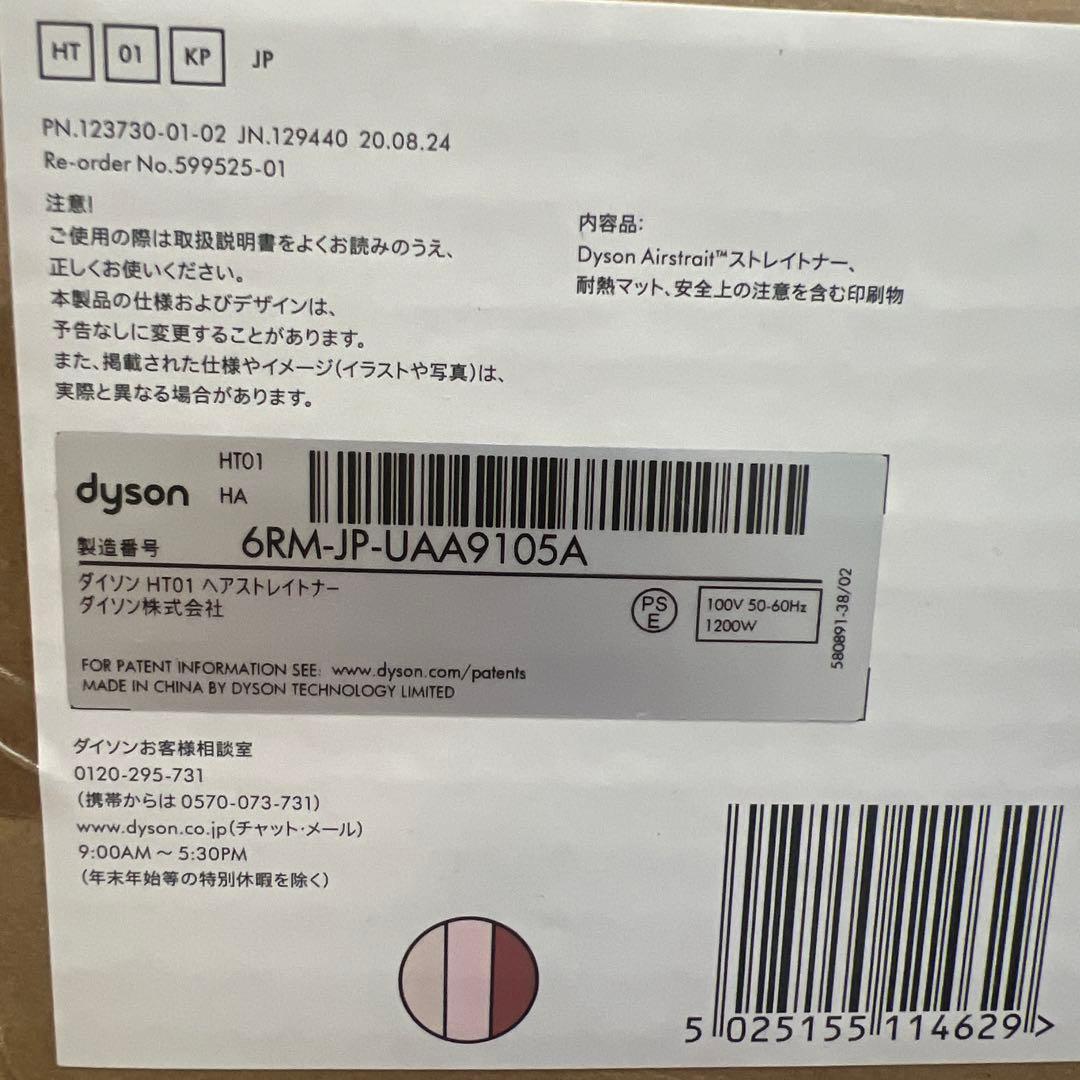 HT 01 KP JP
PN.123730-01-02 JN.129440 20.08.24
Re-order No.599525-01
注意!
ご使用の際は取扱説明書をよくお読みのうえ、
正しくお使いください。
本製品の仕様およびデザインは、
予告なしに変更することがあります。
また、掲載された仕様やイメージ(イラストや写真)は、
実際と異なる場合があります。
内容品:
Dyson Airstrait™ストレイトナー、
耐熱マット、安全上の注意を含む印刷物
dyson
HT01
HA
製造番号 6RM-JP-UAA9105A
ダイソン HT01 ヘアストレイトナー
ダイソン株式会社
PS
E
100V 50-60Hz
1200W
580891-38/02
FOR PATENT INFORMATION SEE: www.dyson.com/patents
MADE IN CHINA BY DYSON TECHNOLOGY LIMITED
ダイソンお客様相談室
0120-295-731
(携帯からは 0570-073-731)
www.dyson.co.jp(チャット・メール)
9:00AM ~ 5:30PM
(年末年始等の特別休暇を除く)
5 025155 114629 >